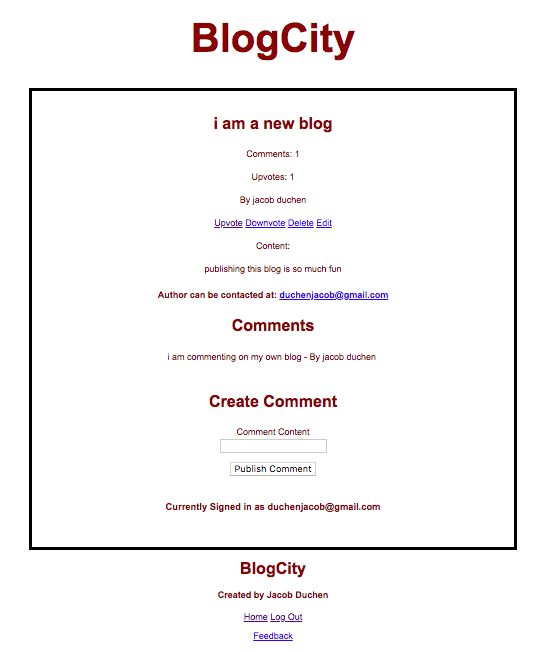 BlogCity
i am a new blog
Comments: 1
Upvotes: 1
By jacob duchen
Upvote Downvote Delete Edit
Content:
publishing this blog is so much fun
Author can be contacted at: duchenjacob@gmail.com
Comments
i am commenting on my own blog - By jacob duchen
Create Comment
Comment Content
Publish Comment
Currently Signed in as duchenjacob@gmail.com
BlogCity
Created by Jacob Duchen
Home Log Out
Feedback